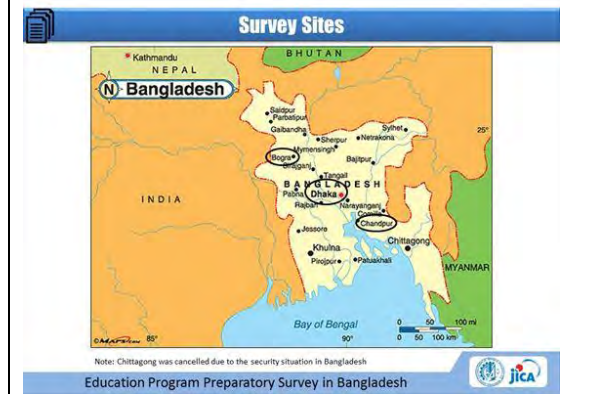 Survey Sites
Kathmandu
NEPAL
BHUTAN
N Bangladesh
Saidpur
Parbatipur
Gaibandha
Sherpur
Netrakona
Sylhet
25°
Mymensingh
Bogra
Sirajganj
Bajitpur
Tangail
BANGLADESH
INDIA
Pabna
Dhaka
Rajbari
Narayanganj
Comilla
Chandpur
Jessore
Chittagong
Khulna
Pirojpur
Patuakhali
MYANMAR
Bay of Bengal
0 50 100 mi
0 50 100 km
85°
90°
Note: Chittagong was cancelled due to the security situation in Bangladesh
Education Program Preparatory Survey in Bangladesh
jica